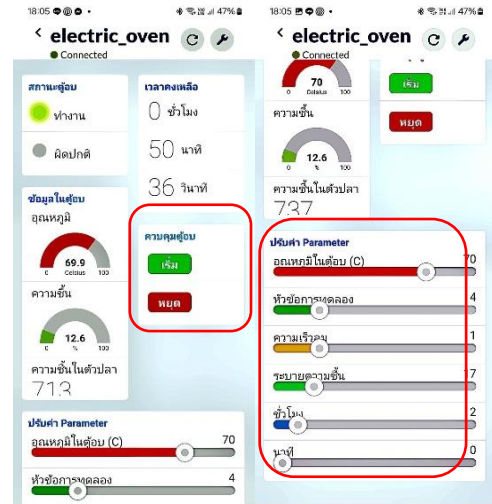 18:05 47%
electric_oven
Connected
สถานะตู้อบ
ทำงาน
ผิดปกติ
ข้อมูลในตู้อบ
อุณหภูมิ
69.9
0 Celsius 100
ความชื้น
12.6
0 % 100
ความชื้นในตัวปลา
713
เวลาคงเหลือ
0 ชั่วโมง
50 นาที
36 วินาที
ควบคุมตู้อบ
เริ่ม
หยุด
ปรับค่า Parameter
อุณหภูมิในตู้อบ (C) 70
หัวข้อการทดลอง 4
18:05 47%
electric_oven
Connected
70
0 Celsius 100
ความชื้น
12.6
0 % 100
ความชื้นในตัวปลา
737
เริ่ม
หยุด
ปรับค่า Parameter
อุณหภูมิในตู้อบ (C) 70
หัวข้อการทดลอง 4
ความเร็วลม 1
ระบายความชื้น 17
ชั่วโมง 2
นาที 0